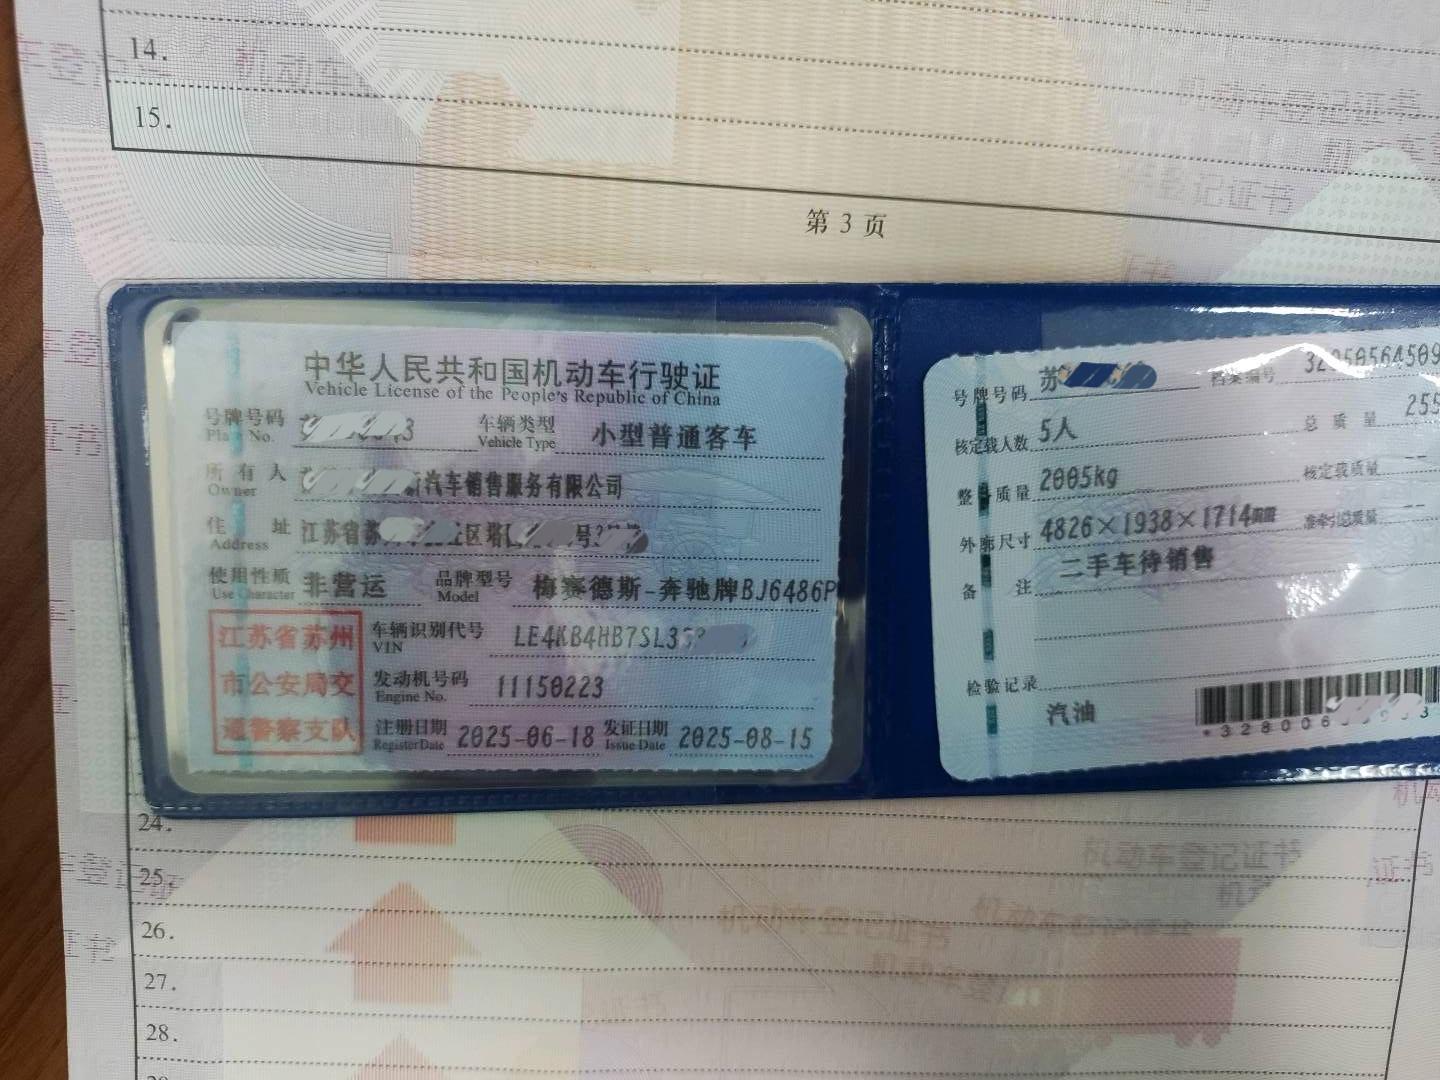 14.
15.
第 3 页
中华人民共和国机动车行驶证
Vehicle License of the People's Republic of China
号牌号码 Plate No.
车辆类型 Vehicle Type 小型普通客车
所有人 Owner 汽车销售服务有限公司
住址 Address 江苏省苏
使用性质 Use Character 非营运 品牌型号 Model 梅赛德斯-奔驰牌BJ6486P
车辆识别代号 VIN LE4KB4HB7SL3
发动机号码 Engine No. 11150223
注册日期 Register Date 2025-06-18 发证日期 Issue Date 2025-08-15
江苏省苏州
市公安局交
通警察支队
号牌号码 苏 档案编号 32050564509
核定载人数 5人 总质量 255
整备质量 2005kg 核定载质量 --
外廓尺寸 4826×1938×1714mm 准牵引总质量 --
备注 二手车待销售
检验记录
汽油
*328006
24.
25.
26.
27.
28.
机动车登记证书